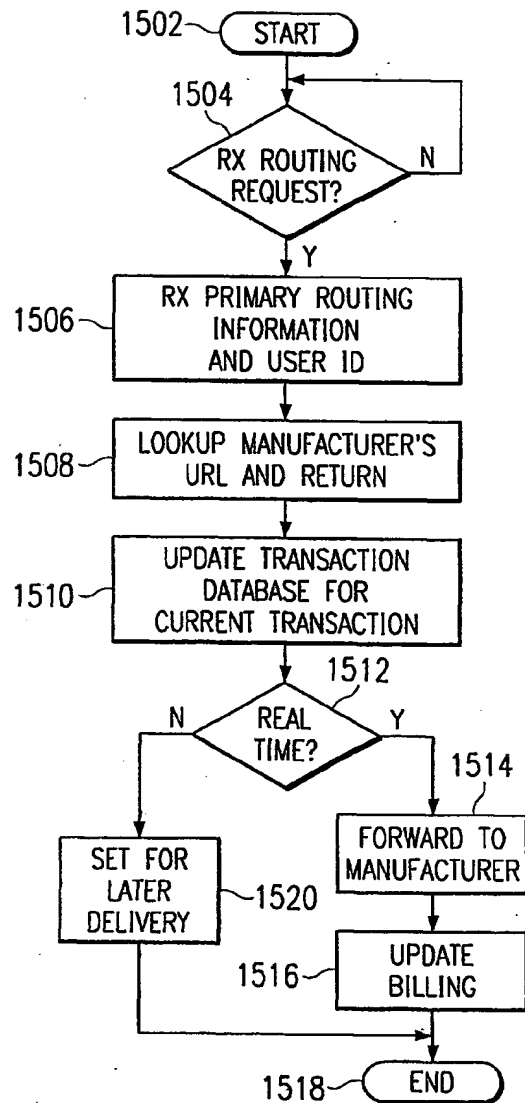 1502
START
1504
RX ROUTING
REQUEST?
N
Y
1506
RX PRIMARY ROUTING
INFORMATION
AND USER ID
1508
LOOKUP MANUFACTURER'S
URL AND RETURN
1510
UPDATE TRANSACTION
DATABASE FOR
CURRENT TRANSACTION
1512
N
REAL
TIME?
Y
1514
FORWARD TO
MANUFACTURER
SET FOR
LATER
DELIVERY
1520
1516
UPDATE
BILLING
1518
END